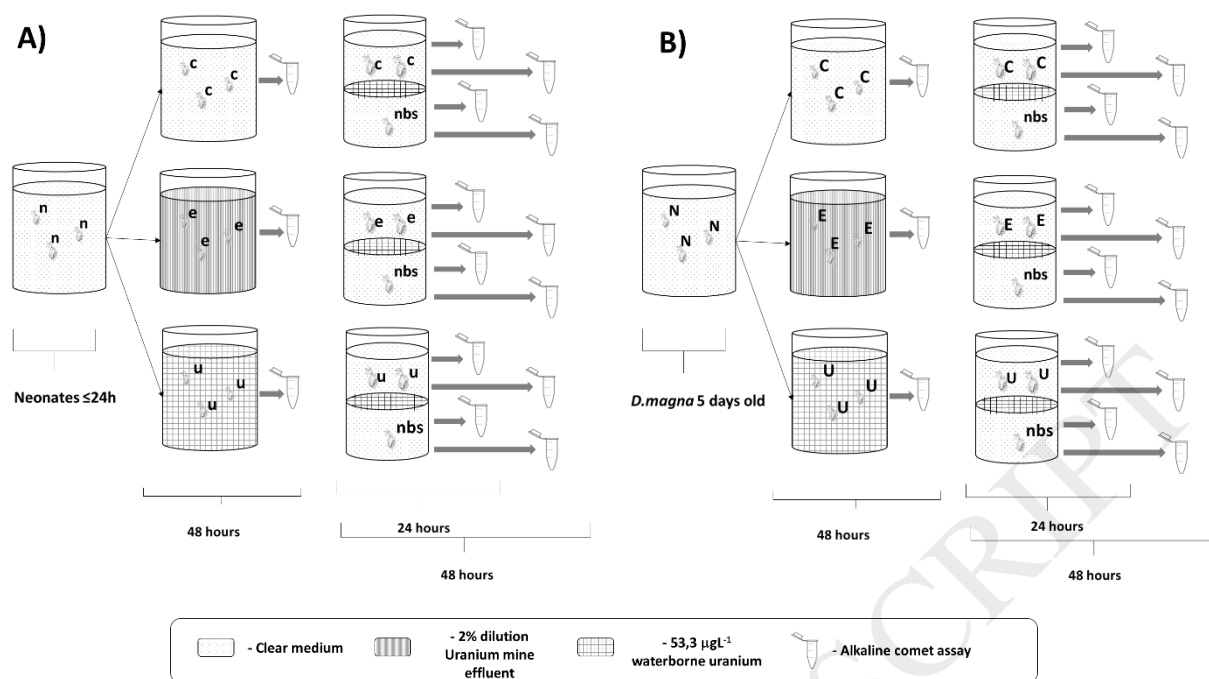 A)
c
c
c
c
c
nbs
n
n
n
e
e
e
e
e
nbs
u
u
u
u
u
nbs
Neonates ≤24h
48 hours
24 hours
48 hours
B)
C
C
C
C
C
nbs
N
N
N
E
E
E
E
E
nbs
U
U
U
U
U
nbs
D.magna 5 days old
48 hours
24 hours
48 hours
- Clear medium
- 2% dilution
Uranium mine
effluent
- 53,3 µgL⁻¹
waterborne uranium
- Alkaline comet assay
CCRIPT